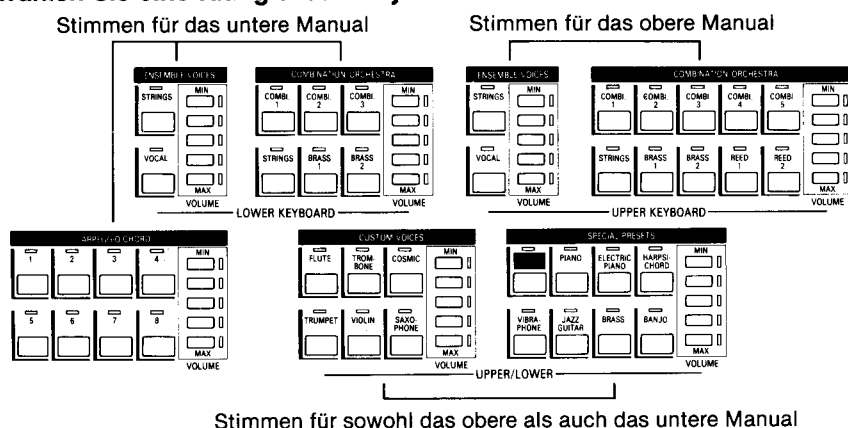 Stimmen für das untere Manual
Stimmen für das obere Manual
ENSEMBLE VOICES
COMBINATION ORCHESTRA
ENSEMBLE VOICES
COMBINATION ORCHESTRA
STRINGS
MIN
COMBI. 1
COMBI. 2
COMBI. 3
MIN
STRINGS
MIN
COMBI. 1
COMBI. 2
COMBI 3
COMBI. 4
COMBI 5
MIN
VOCAL
MAX
STRINGS
BRASS 1
BRASS 2
MAX
VOCAL
MAX
STRINGS
BRASS 1
BRASS 2
REED 1
REED 2
MAX
VOLUME
VOLUME
VOLUME
VOLUME
LOWER KEYBOARD
UPPER KEYBOARD
ARPEGGIO CHORD
CUSTOM VOICES
SPECIAL PRESETS
1
2
3
4
MIN
FLUTE
TROM-
BONE
COSMIC
MIN
PIANO
ELECTRIC
PIANO
HARPSI-
CHORD
MIN
5
6
7
8
MAX
TRUMPET
VIOLIN
SAXO-
PHONE
MAX
VIBRA-
PHONE
JAZZ
GUITAR
BRASS
BANJO
MAX
VOLUME
VOLUME
VOLUME
UPPER/LOWER
Stimmen für sowohl das obere als auch das untere Manual